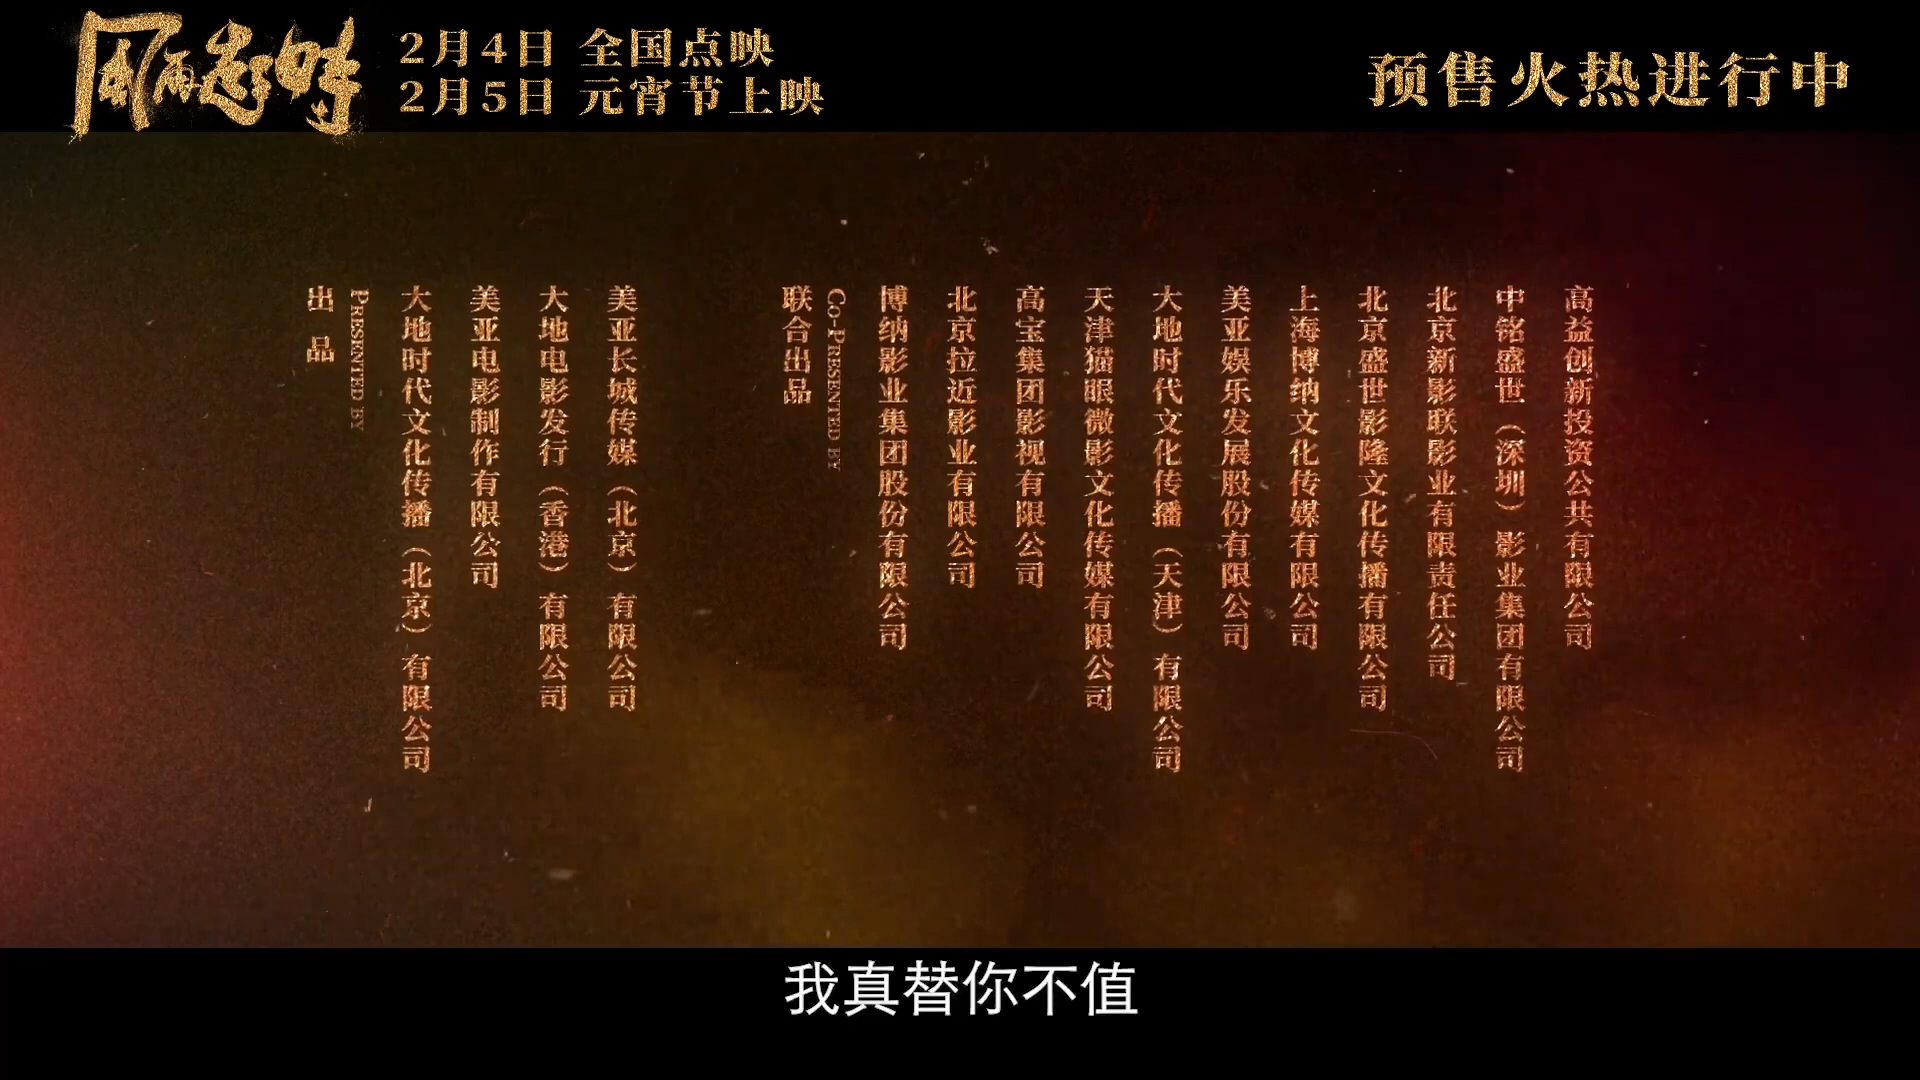 风再起时
2月4日 全国点映
2月5日 元宵节上映
预售火热进行中
出品
PRESENTED BY
大地时代文化传播（北京）有限公司
美亚电影制作有限公司
大地电影发行（香港）有限公司
美亚长城传媒（北京）有限公司
联合出品
CO-PRESENTED BY
博纳影业集团股份有限公司
北京拉近影业有限公司
高宝集团影视有限公司
天津猫眼微影文化传媒有限公司
大地时代文化传播（天津）有限公司
美亚娱乐发展股份有限公司
上海博纳文化传媒有限公司
北京盛世影隆文化传播有限公司
北京新影联影业有限责任公司
中铭盛世（深圳）影业集团有限公司
高益创新投资公共有限公司
我真替你不值